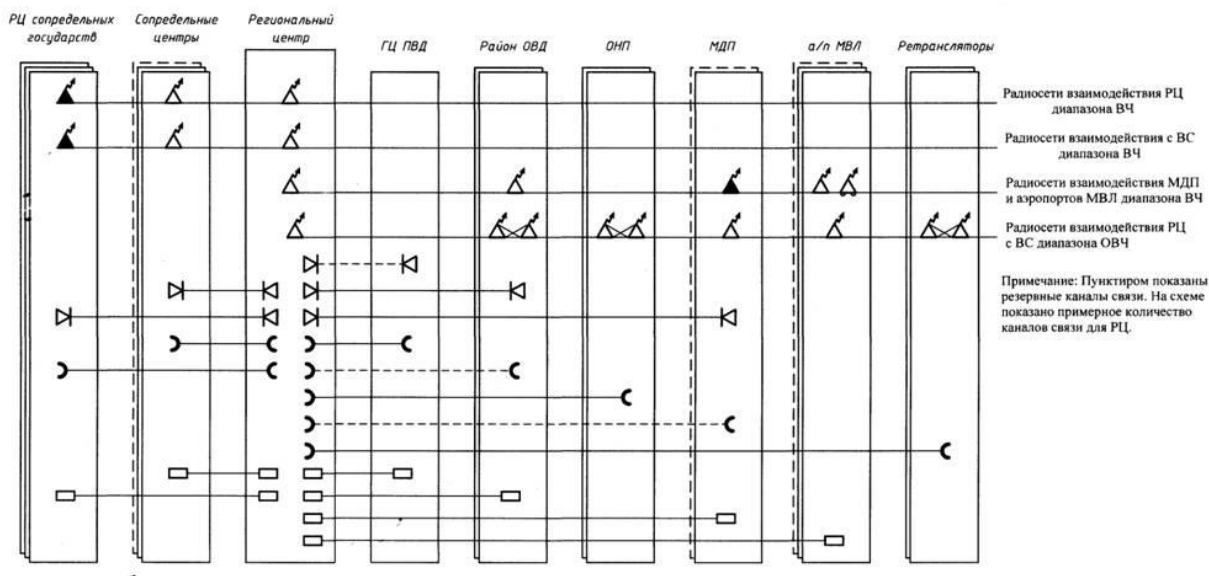 РЦ сопредельных
государств
Сопредельные
центры
Региональный
центр
ГЦ ПВД
Район ОВД
ОНП
МДП
а/п МВЛ
Ретрансляторы
Радиосети взаимодействия РЦ
диапазона ВЧ
Радиосети взаимодействия с ВС
диапазона ВЧ
Радиосети взаимодействия МДП
и аэропортов МВЛ диапазона ВЧ
Радиосети взаимодействия РЦ
с ВС диапазона ОВЧ
Примечание: Пунктиром показаны
резервные каналы связи. На схеме
показано примерное количество
каналов связи для РЦ.